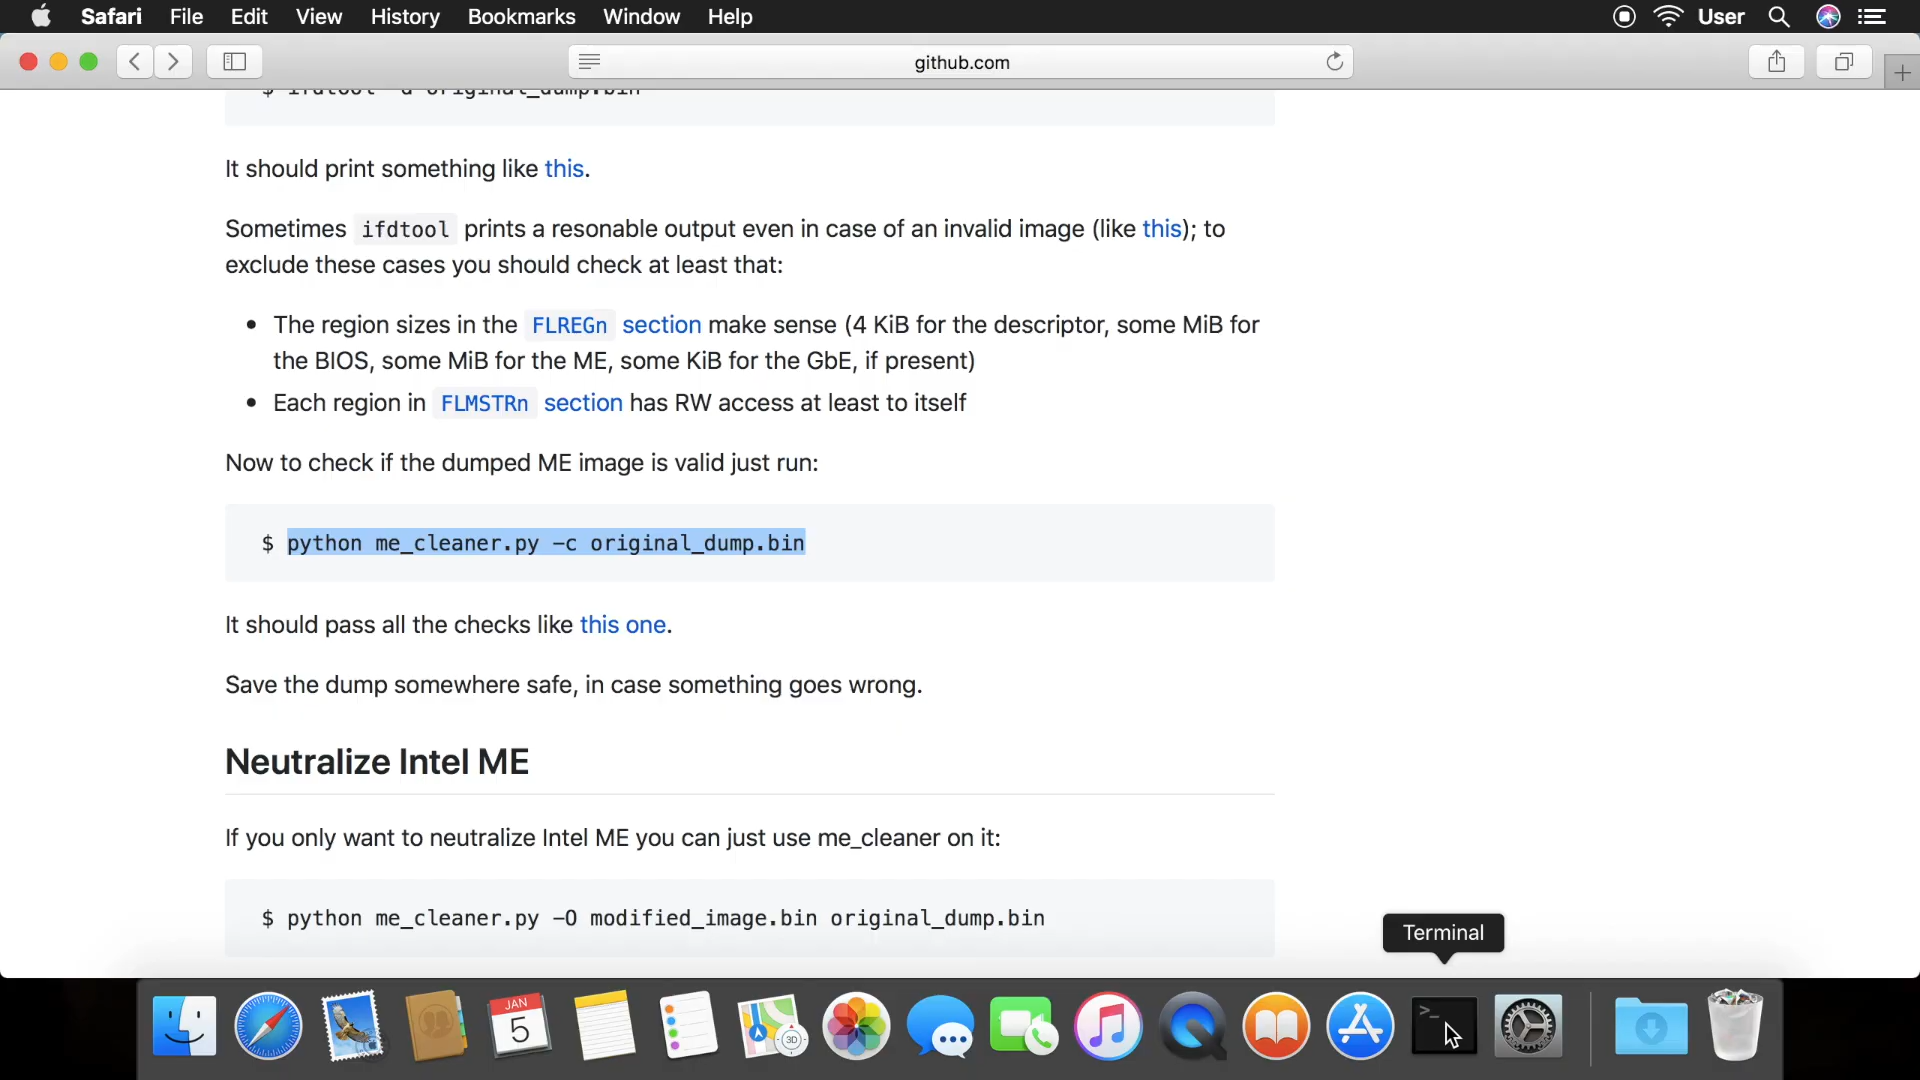 Safari File Edit View History Bookmarks Window Help User
github.com
$ ifdtool -d original_dump.bin
It should print something like this.
Sometimes ifdtool prints a resonable output even in case of an invalid image (like this); to
exclude these cases you should check at least that:
• The region sizes in the FLREGn section make sense (4 KiB for the descriptor, some MiB for
the BIOS, some MiB for the ME, some KiB for the GbE, if present)
• Each region in FLMSTRn section has RW access at least to itself
Now to check if the dumped ME image is valid just run:
$ python me_cleaner.py -c original_dump.bin
It should pass all the checks like this one.
Save the dump somewhere safe, in case something goes wrong.
Neutralize Intel ME
If you only want to neutralize Intel ME you can just use me_cleaner on it:
$ python me_cleaner.py -O modified_image.bin original_dump.bin
Terminal
JAN
5
3D
>_